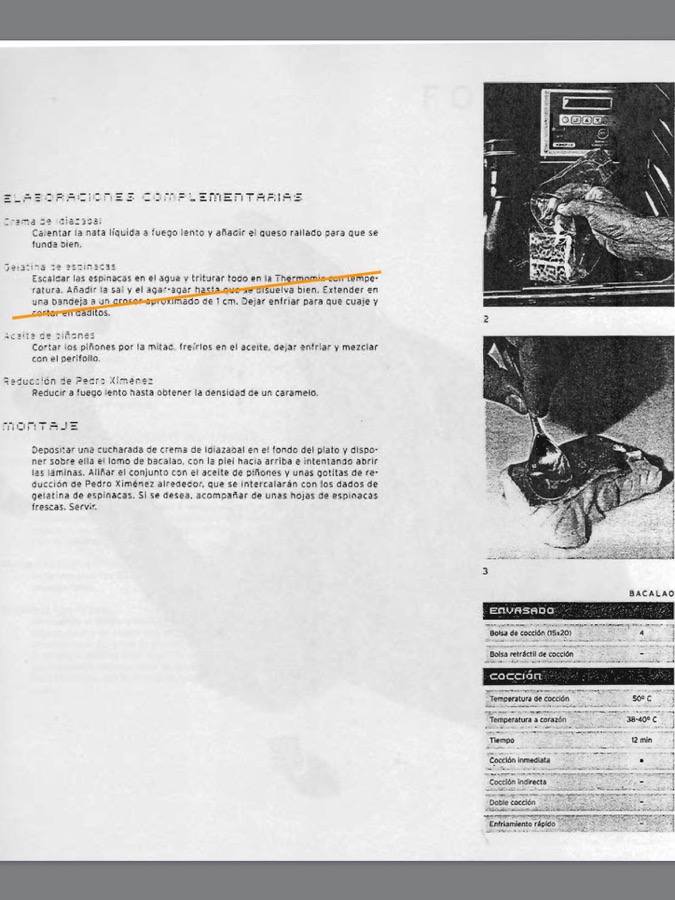 ELABORACIONES COMPLEMENTARIAS
Crema de Idiazabal
Calentar la nata líquida a fuego lento y añadir el queso rallado para que se
funda bien.
Gelatina de espinacas
Escaldar las espinacas en el agua y triturar todo en la Thermomix con tempe-
ratura. Añadir la sal y el agar-agar hasta que se disuelva bien. Extender en
una bandeja a un grosor aproximado de 1 cm. Dejar enfriar para que cuaje y
cortar en daditos.
Aceite de piñones
Cortar los piñones por la mitad, freírlos en el aceite, dejar enfriar y mezclar
con el perifollo.
Reducción de Pedro Ximénez
Reducir a fuego lento hasta obtener la densidad de un caramelo.
MONTAJE
Depositar una cucharada de crema de Idiazabal en el fondo del plato y dispo-
ner sobre ella el lomo de bacalao, con la piel hacia arriba e intentando abrir
las láminas. Aliñar el conjunto con el aceite de piñones y unas gotitas de re-
ducción de Pedro Ximénez alrededor, que se intercalarán con los dados de
gelatina de espinacas. Si se desea, acompañar de unas hojas de espinacas
frescas. Servir.
2
3
BACALAO
ENVASADO
Bolsa de cocción (15x20) 4
Bolsa retráctil de cocción -
COCCIÓN
Temperatura de cocción 50º C
Temperatura a corazón 38-40º C
Tiempo 12 min
Cocción inmediata •
Cocción indirecta -
Doble cocción -
Enfriamiento rápido -